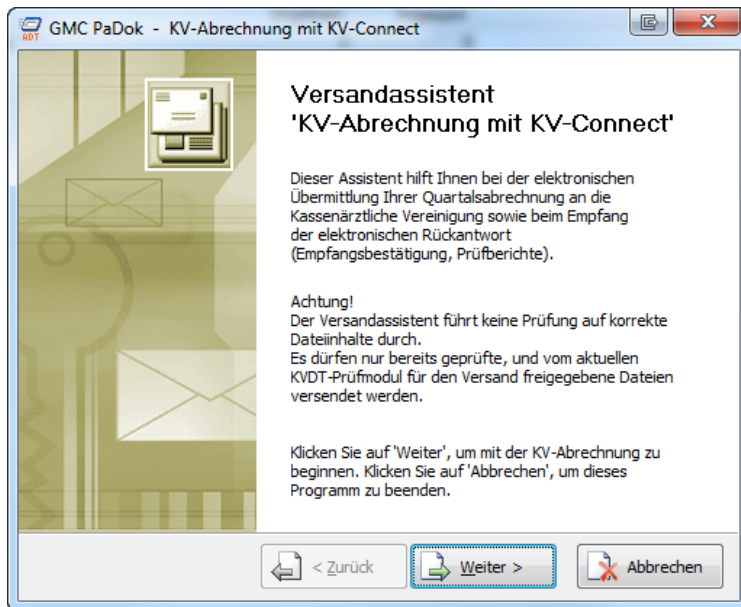 GMC PaDok - KV-Abrechnung mit KV-Connect
ADT
Versandassistent
'KV-Abrechnung mit KV-Connect'
Dieser Assistent hilft Ihnen bei der elektronischen
Übermittlung Ihrer Quartalsabrechnung an die
Kassenärztliche Vereinigung sowie beim Empfang
der elektronischen Rückantwort
(Empfangsbestätigung, Prüfberichte).
Achtung!
Der Versandassistent führt keine Prüfung auf korrekte
Dateiinhalte durch.
Es dürfen nur bereits geprüfte, und vom aktuellen
KVDT-Prüfmodul für den Versand freigegebene Dateien
versendet werden.
Klicken Sie auf 'Weiter', um mit der KV-Abrechnung zu
beginnen. Klicken Sie auf 'Abbrechen', um dieses
Programm zu beenden.
< Zurück
Weiter >
Abbrechen